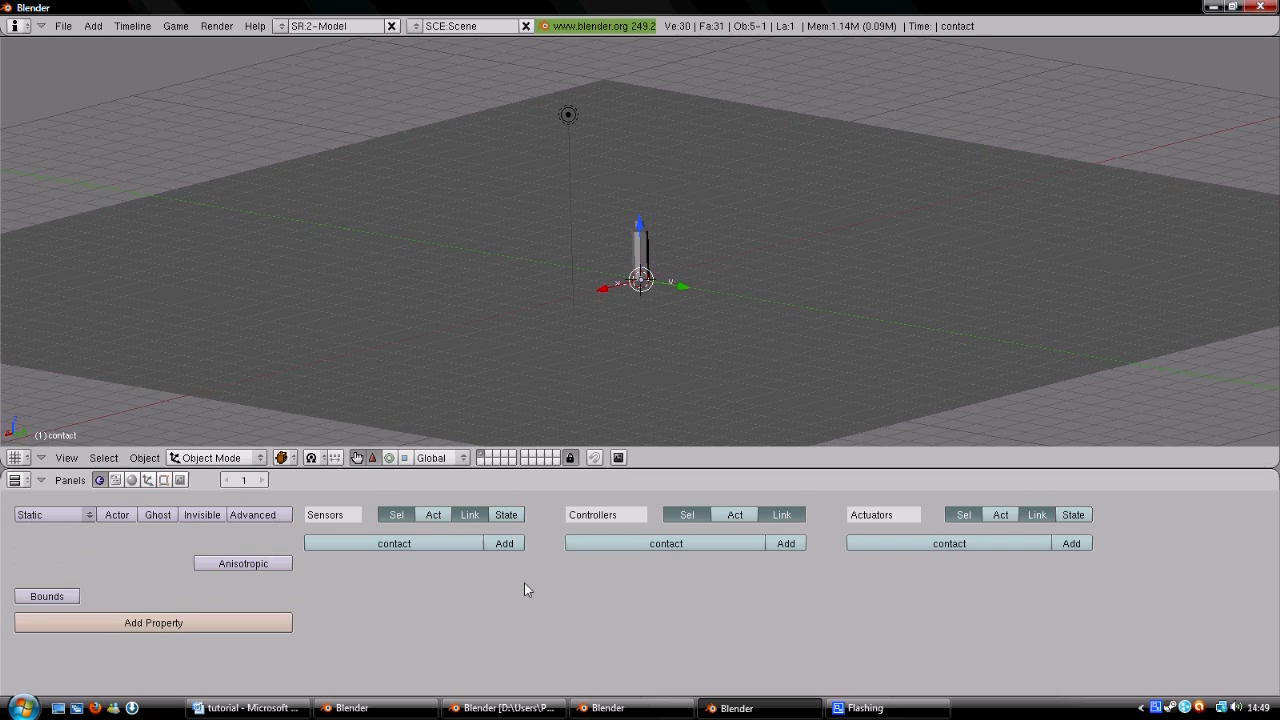 Blender
File Add Timeline Game Render Help SR:2-Model SCE:Scene www.blender.org 249.2 Ve:30 | Fa:31 | Ob:5-1 | La:1 | Mem:1.14M (0.09M) | Time: | contact
x y
z
(1) contact
View Select Object Object Mode Global
Panels 1
Static Actor Ghost Invisible Advanced Sensors Sel Act Link State Controllers Sel Act Link Actuators Sel Act Link State
contact Add contact Add contact Add
Anisotropic
Bounds
Add Property
tutorial - Microsoft ... Blender Blender [D:\Users\P... Blender Blender Flashing 14:49